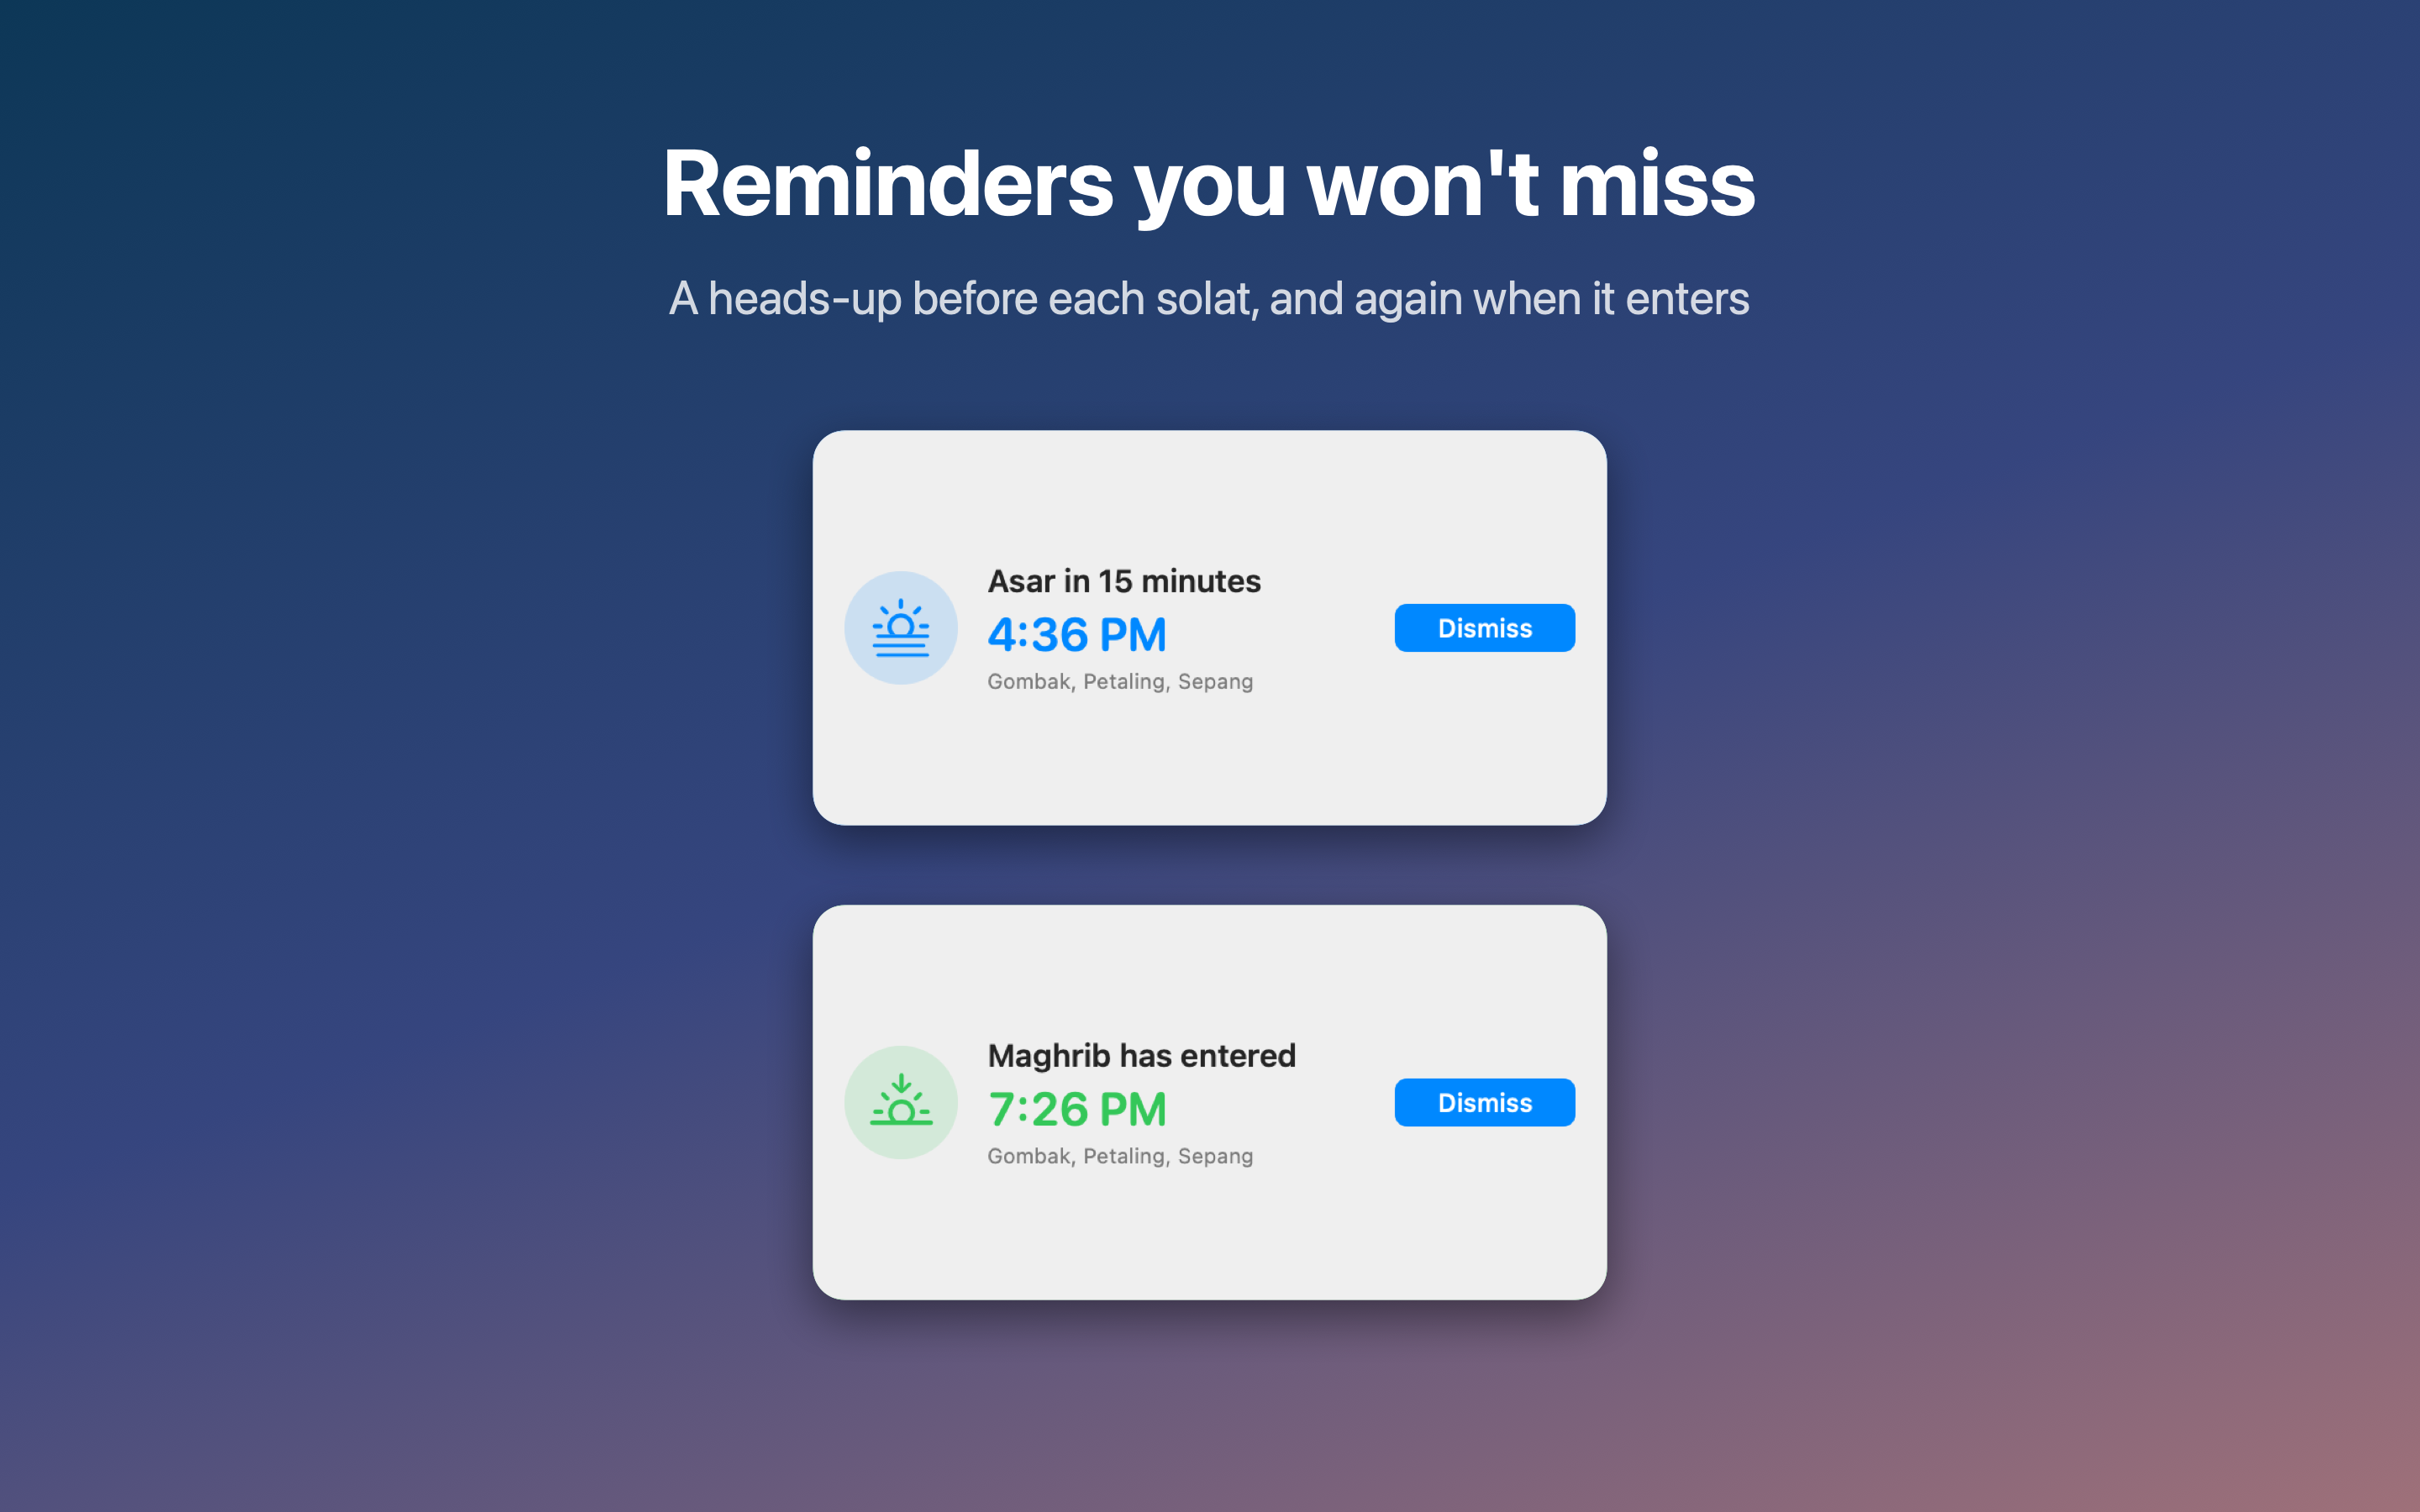 Reminders you won't miss
A heads-up before each solat, and again when it enters
Asar in 15 minutes
4:36 PM
Gombak, Petaling, Sepang
Dismiss
Maghrib has entered
7:26 PM
Gombak, Petaling, Sepang
Dismiss